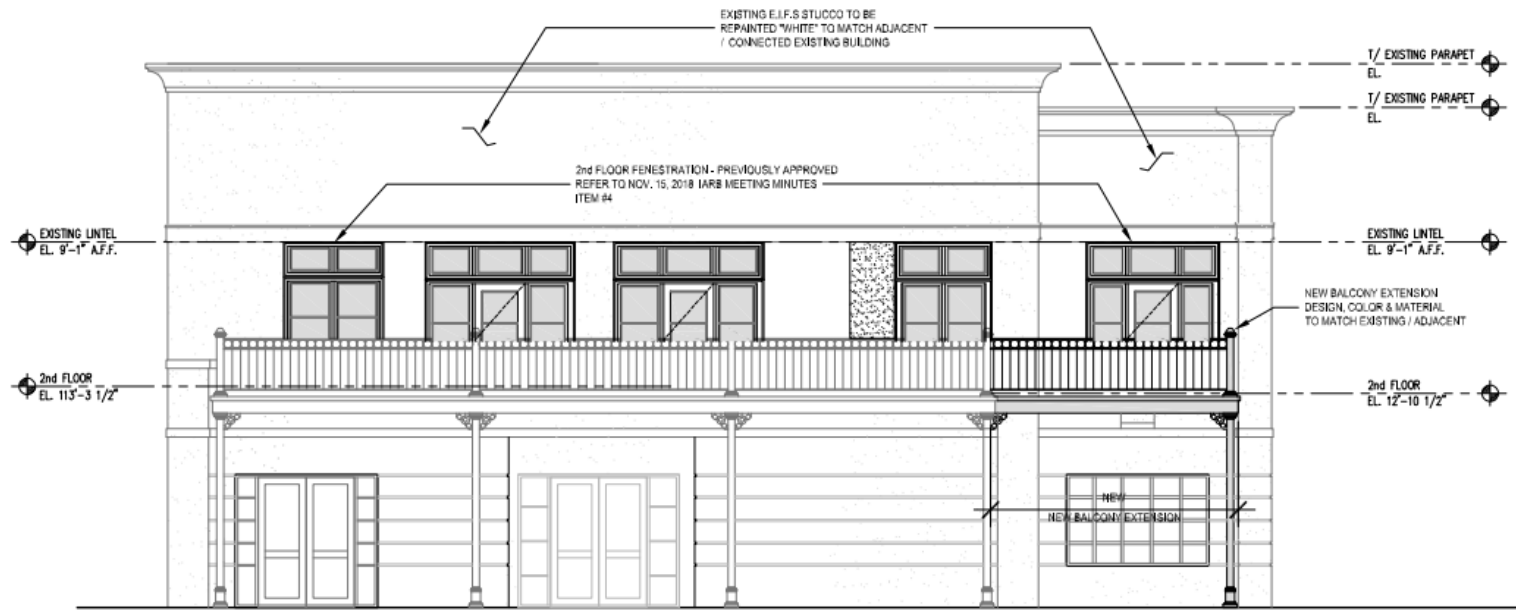 EXISTING E.I.F.S STUCCO TO BE
REPAINTED "WHITE" TO MATCH ADJACENT
/ CONNECTED EXISTING BUILDING
T/ EXISTING PARAPET
EL.
T/ EXISTING PARAPET
EL.
2nd FLOOR FENESTRATION - PREVIOUSLY APPROVED
REFER TO NOV. 15, 2018 IARB MEETING MINUTES
ITEM #4
EXISTING LINTEL
EL. 9'-1" A.F.F.
EXISTING LINTEL
EL. 9'-1" A.F.F.
NEW BALCONY EXTENSION
DESIGN, COLOR & MATERIAL
TO MATCH EXISTING / ADJACENT
2nd FLOOR
EL. 113'-3 1/2"
2nd FLOOR
EL. 12'-10 1/2"
NEW
NEW BALCONY EXTENSION